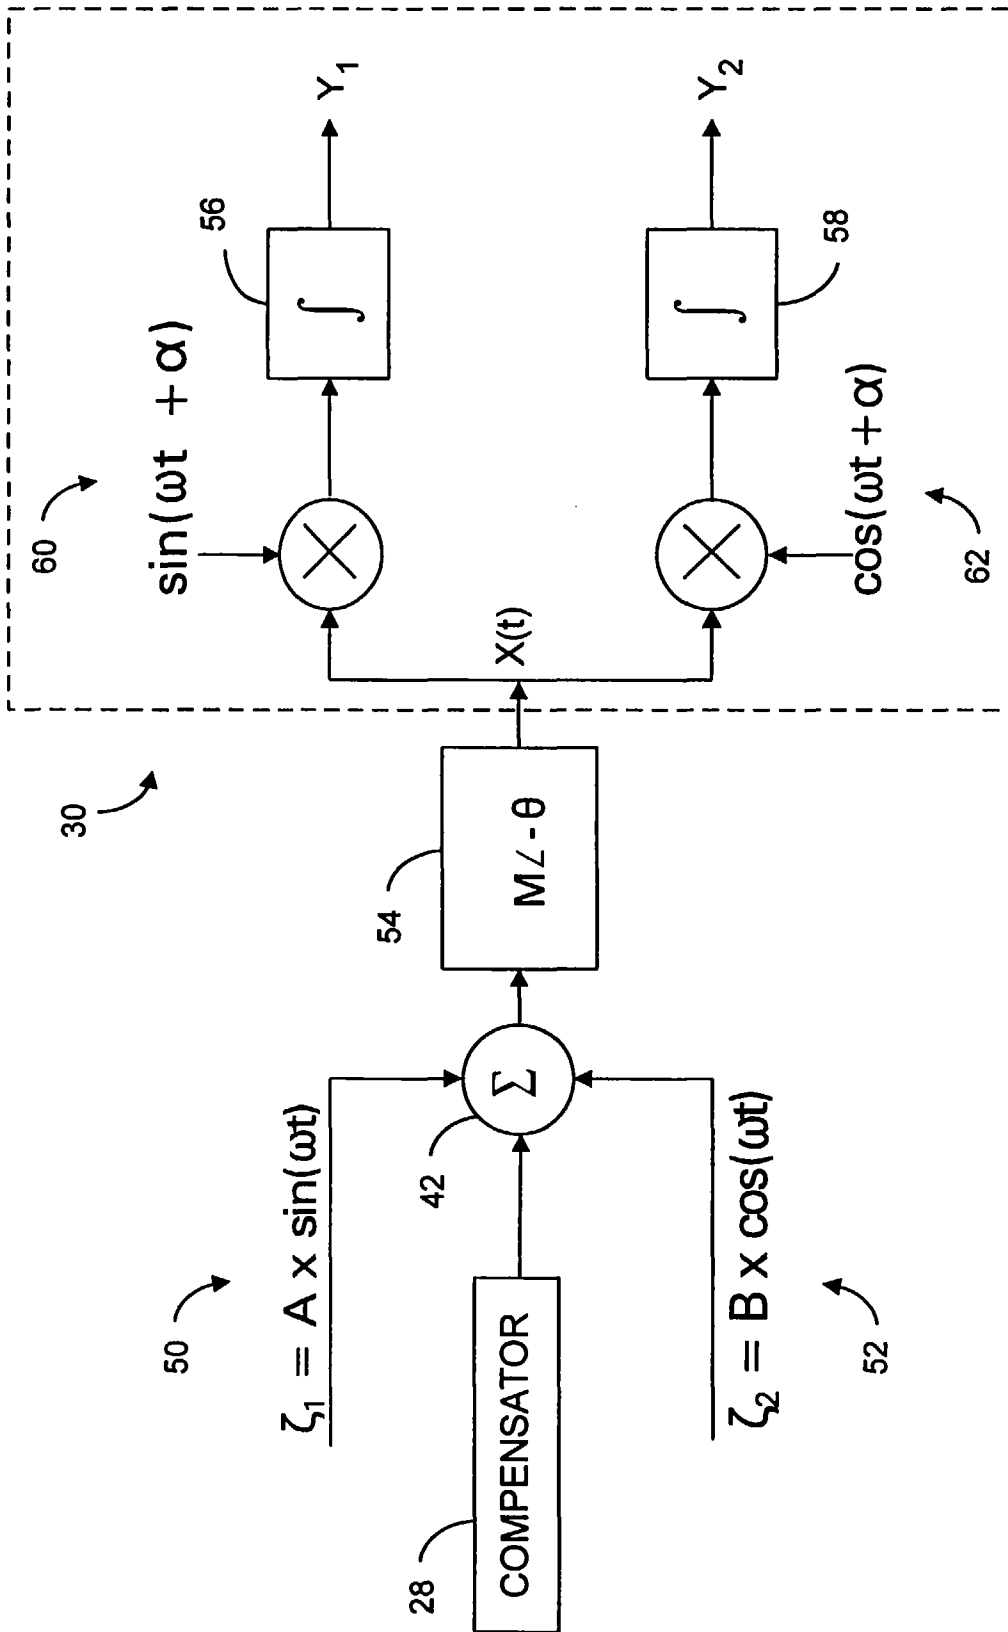 28
COMPENSATOR
50
ζ1 = A x sin(ωt)
52
ζ2 = B x cos(ωt)
42
Σ
54
M∠-θ
30
X(t)
60
sin(ωt + α)
62
cos(ωt + α)
56
∫
Y1
58
∫
Y2